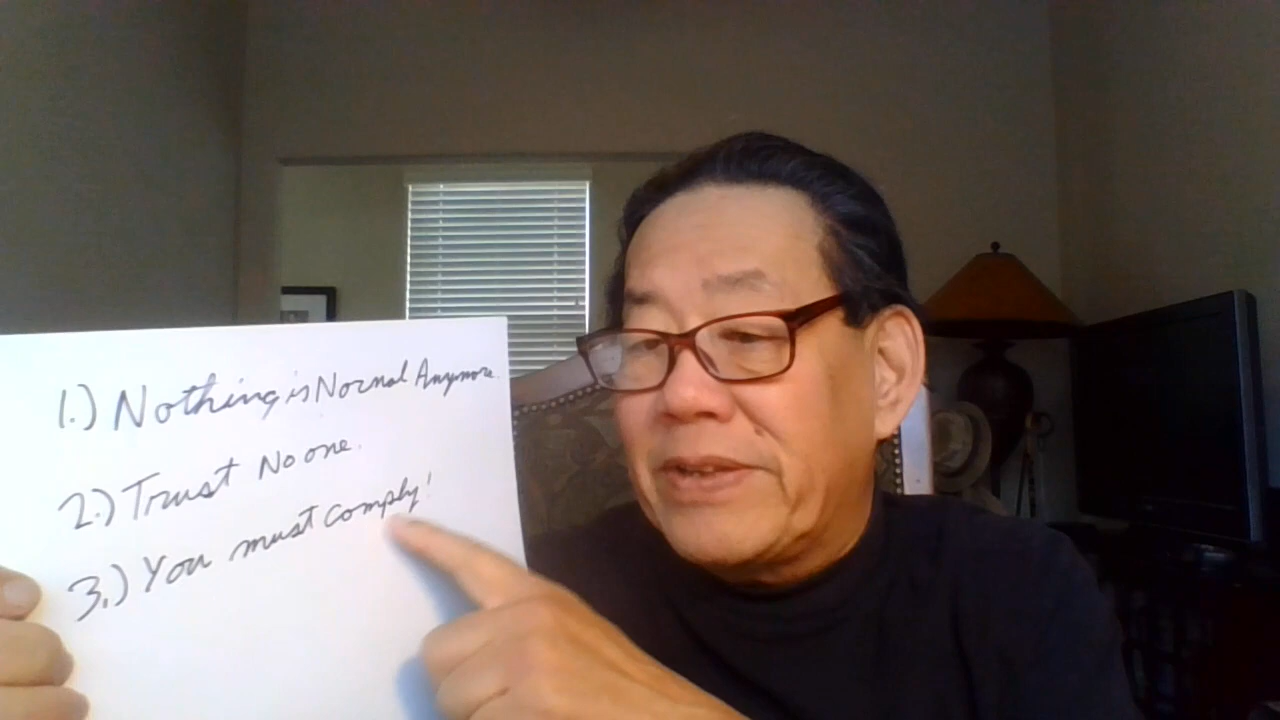 1.) Nothing is Normal Anymore.
2.) Trust No one.
3.) You must comply!